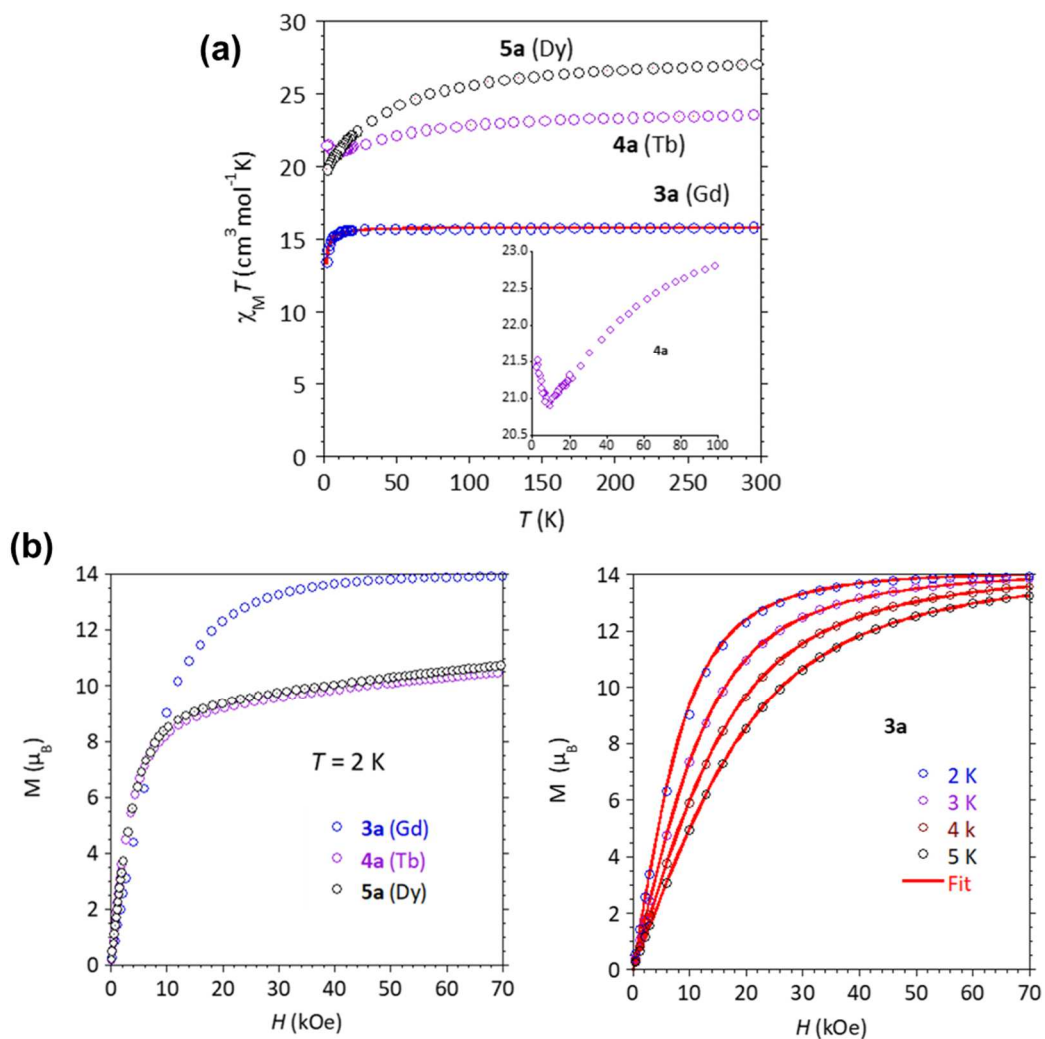 (a)
30
25
20
15
10
5
0
χMT (cm³ mol⁻¹K)
5a (Dy)
4a (Tb)
3a (Gd)
23.0
22.5
22.0
21.5
21.0
20.5
4a
0 20 40 60 80 100
0 50 100 150 200 250 300
T (K)
(b)
14
12
10
8
6
4
2
0
M (μB)
T = 2 K
3a (Gd)
4a (Tb)
5a (Dy)
0 10 20 30 40 50 60 70
H (kOe)
14
12
10
8
6
4
2
0
M (μB)
3a
2 K
3 K
4 k
5 K
Fit
0 10 20 30 40 50 60 70
H (kOe)